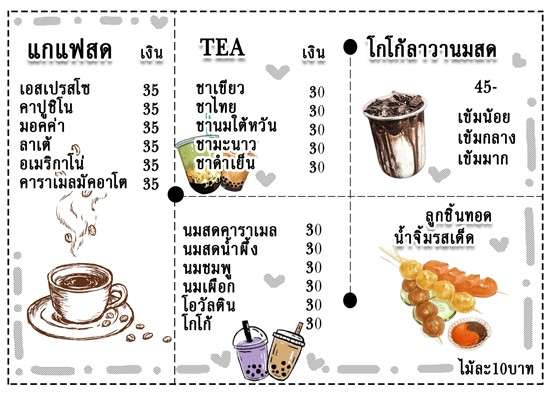 แกแฟสด เงิน
เอสเปรสโซ 35
คาปูชิโน 35
มอคค่า 35
ลาเต้ 35
อเมริกาโน่ 35
คาราเมลมัคอาโต 35
TEA เงิน
ชาเขียว 30
ชาไทย 30
ชานมใต้หวัน 30
ชามะนาว 30
ชาดำเย็น 30
นมสดคาราเมล 30
นมสดน้ำผึ้ง 30
นมชมพู 30
นมเผือก 30
โอวัลติน 30
โกโก้ 30
โกโก้ลาวานมสด
45-
เข้มน้อย
เข้มกลาง
เข้มมาก
ลูกชิ้นทอด
น้ำจิ้มรสเด็ด
ไม้ละ10บาท